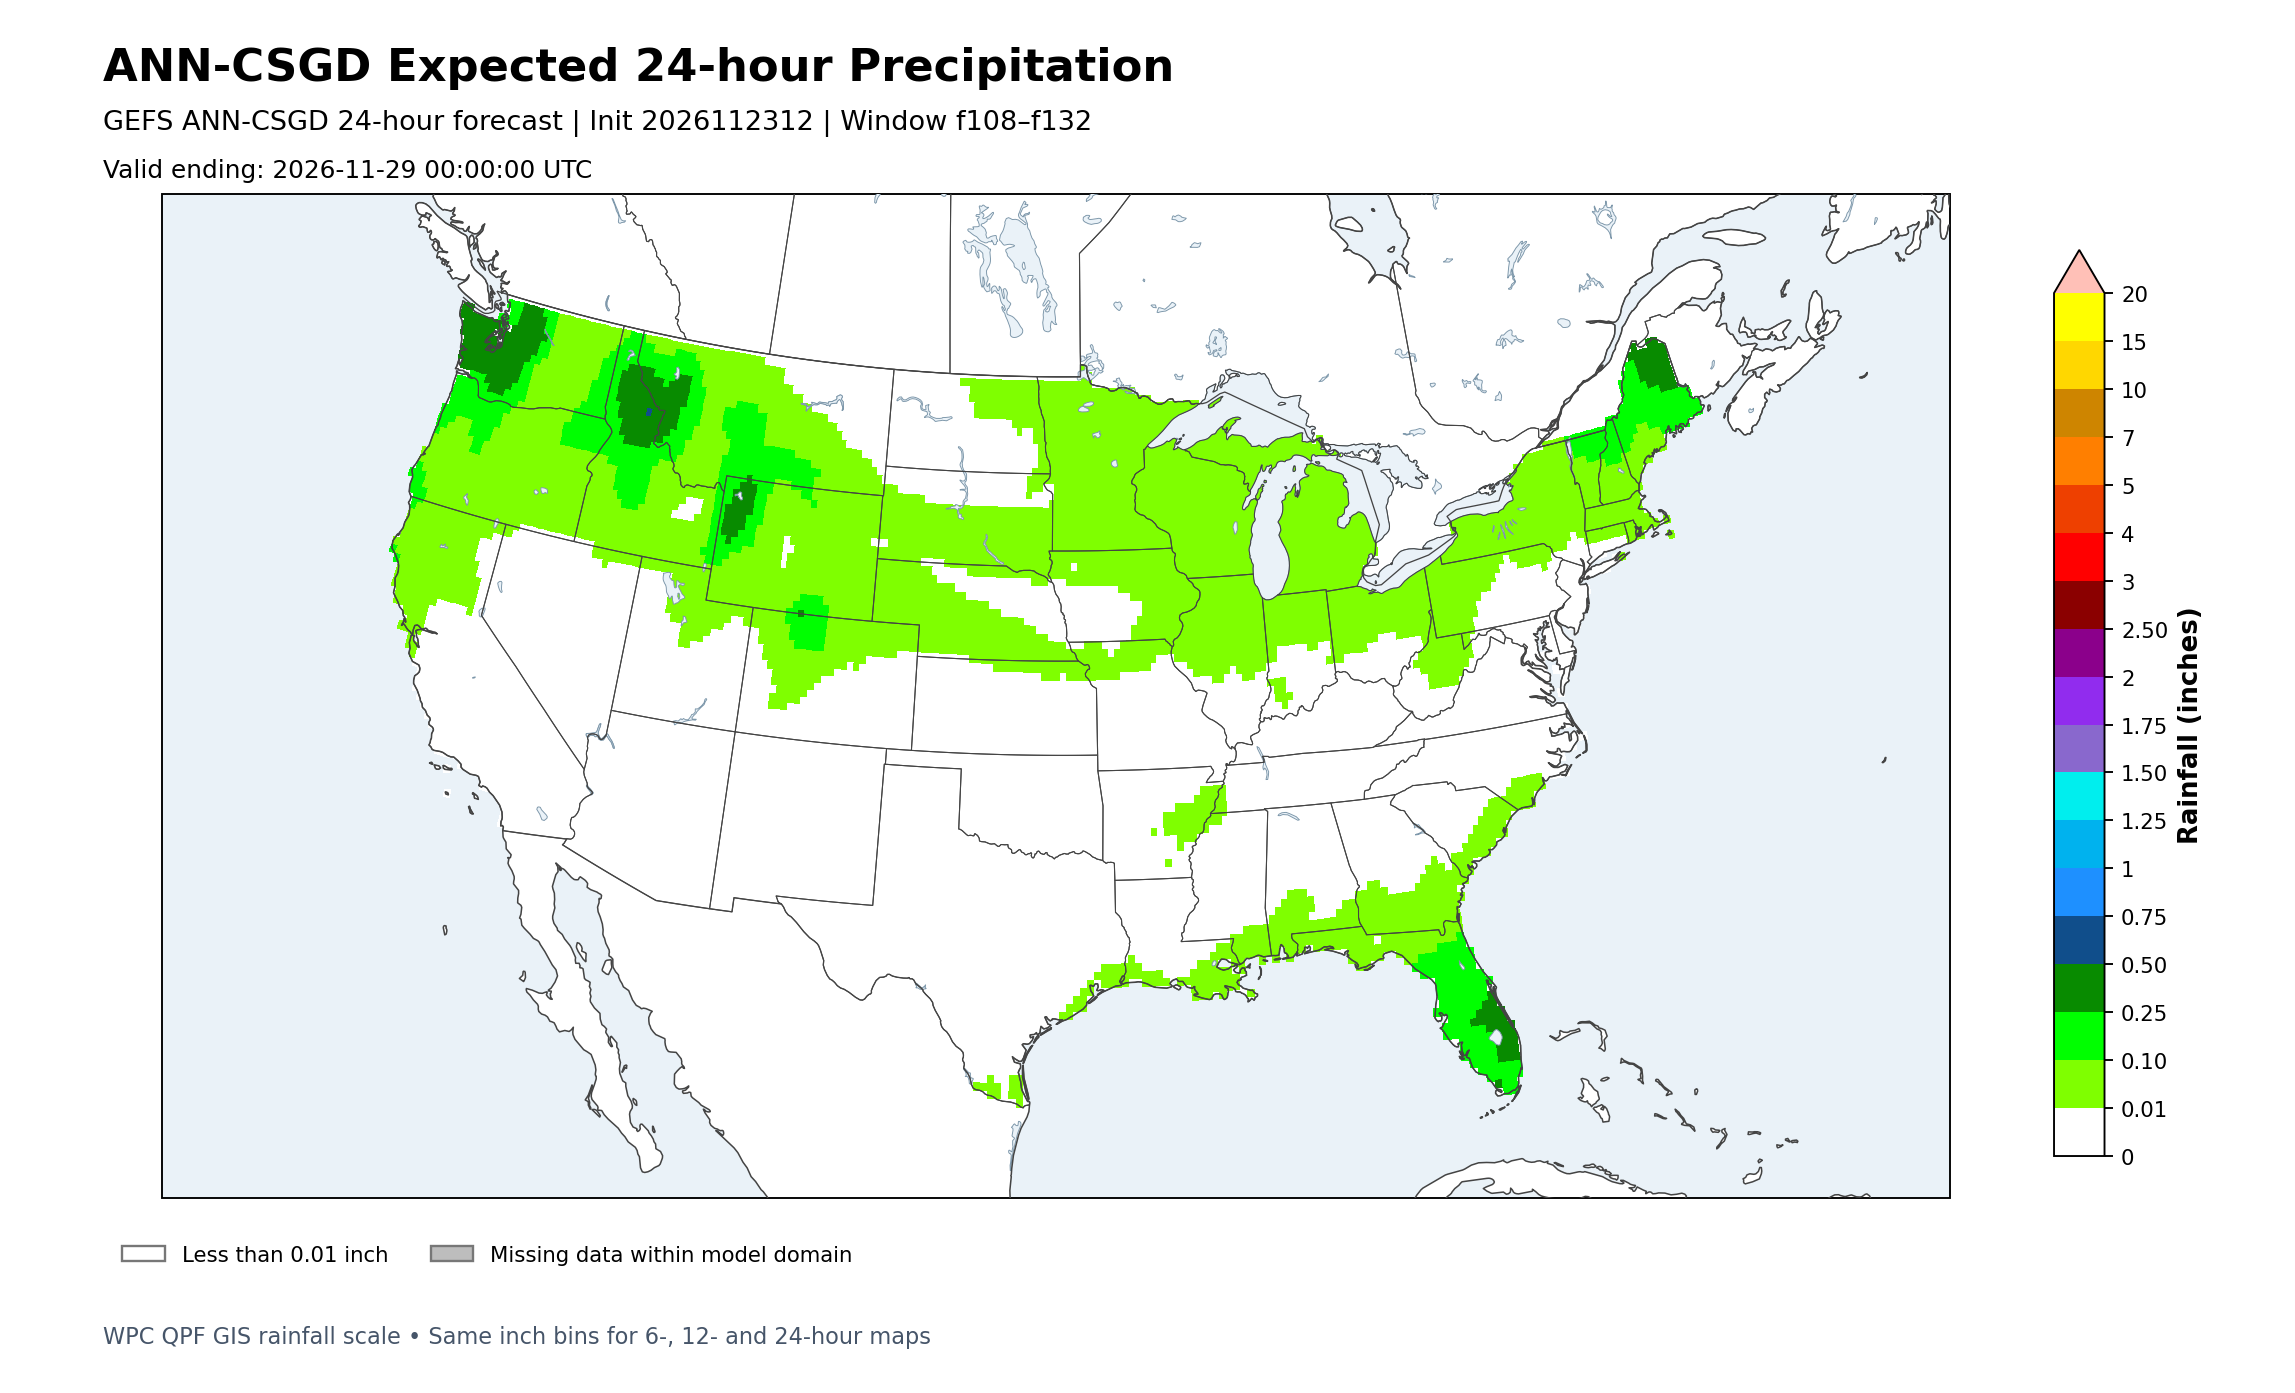 ANN-CSGD Expected 24-hour Precipitation
GEFS ANN-CSGD 24-hour forecast | Init 2026112312 | Window f108–f132
Valid ending: 2026-11-29 00:00:00 UTC
20
15
10
7
5
4
3
2.50
2
1.75
1.50
1.25
1
0.75
0.50
0.25
0.10
0.01
0
Rainfall (inches)
Less than 0.01 inch
Missing data within model domain
WPC QPF GIS rainfall scale • Same inch bins for 6-, 12- and 24-hour maps